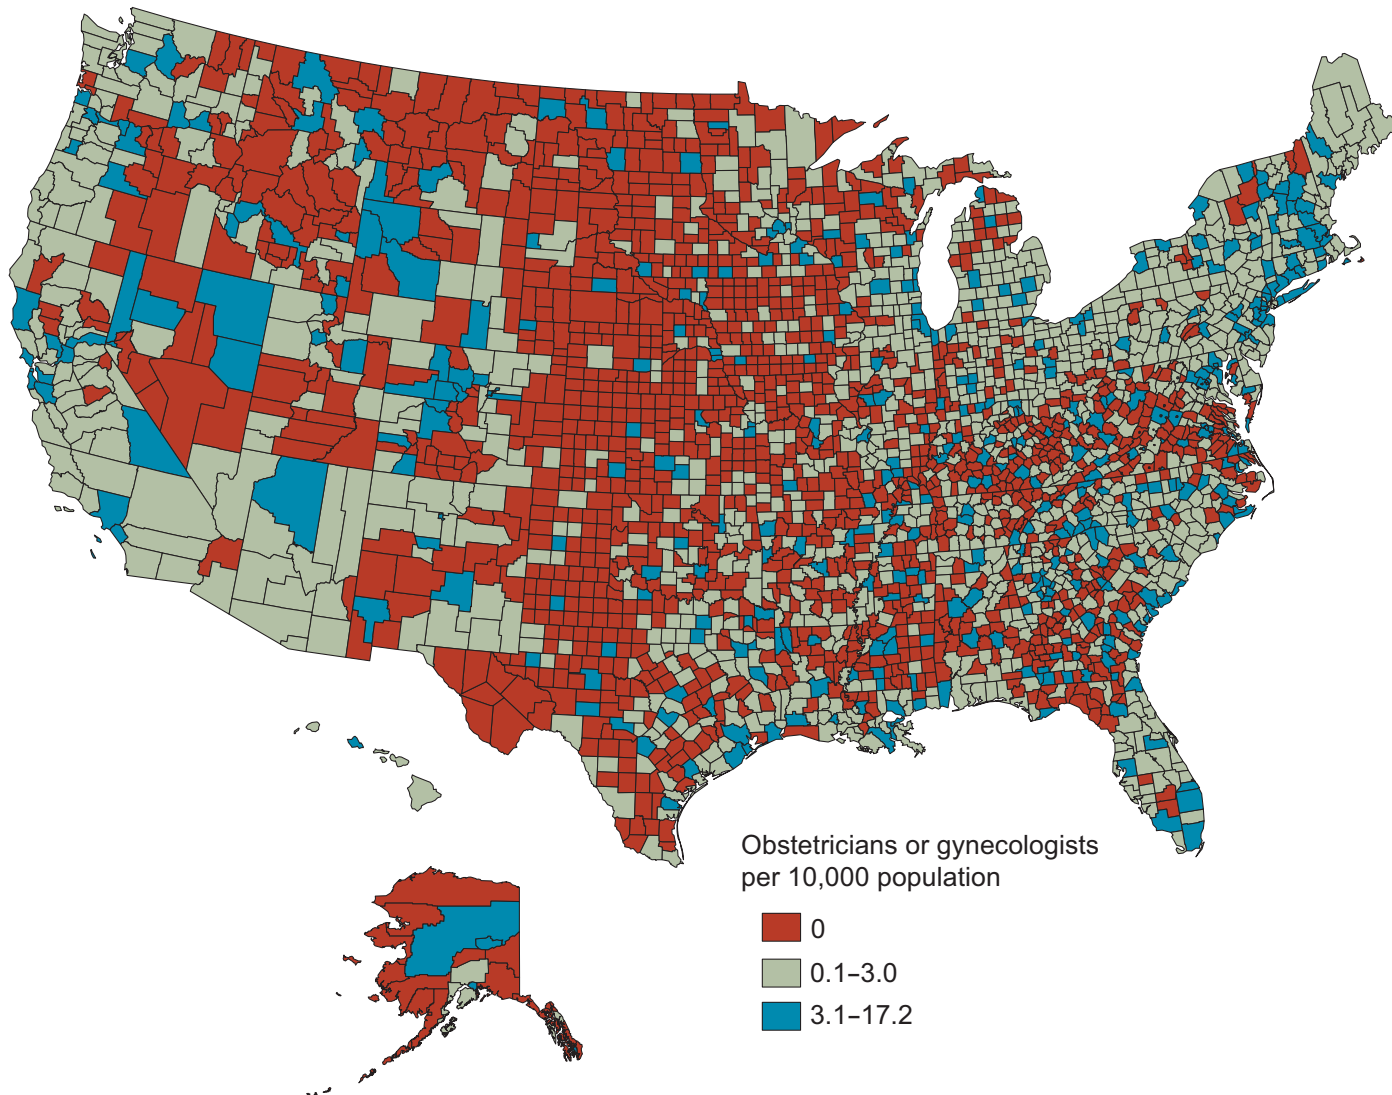 Obstetricians or gynecologists
per 10,000 population
0
0.1–3.0
3.1–17.2